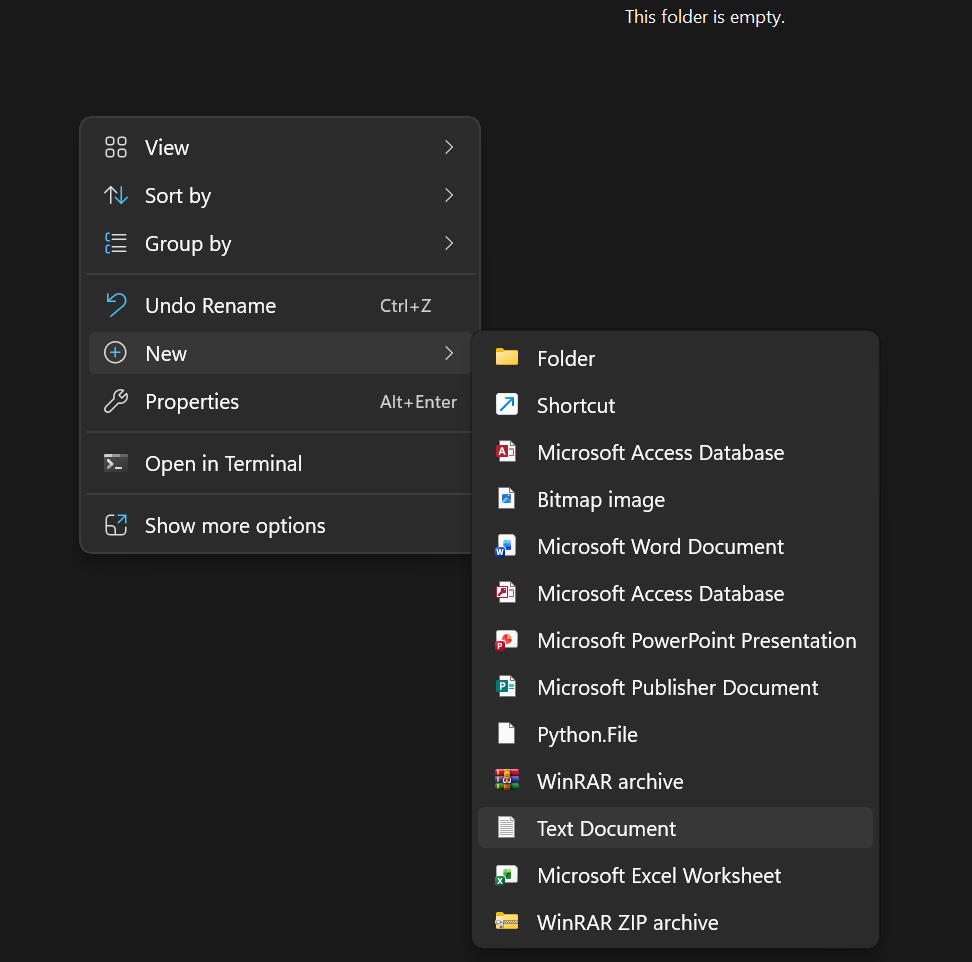 This folder is empty.
View
Sort by
Group by
Undo Rename Ctrl+Z
New
Properties Alt+Enter
Open in Terminal
Show more options
Folder
Shortcut
Microsoft Access Database
Bitmap image
Microsoft Word Document
Microsoft Access Database
Microsoft PowerPoint Presentation
Microsoft Publisher Document
Python.File
WinRAR archive
Text Document
Microsoft Excel Worksheet
WinRAR ZIP archive